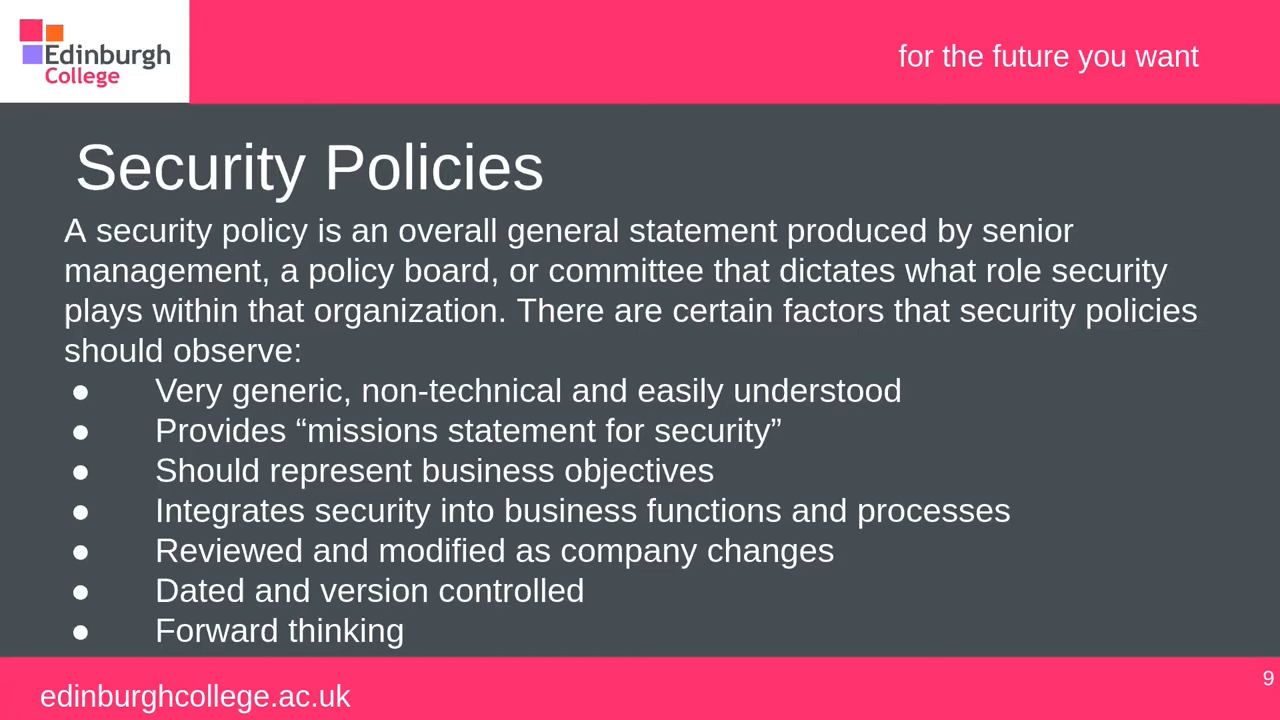 Edinburgh
College
for the future you want
Security Policies
A security policy is an overall general statement produced by senior
management, a policy board, or committee that dictates what role security
plays within that organization. There are certain factors that security policies
should observe:
● Very generic, non-technical and easily understood
● Provides “missions statement for security”
● Should represent business objectives
● Integrates security into business functions and processes
● Reviewed and modified as company changes
● Dated and version controlled
● Forward thinking
9
edinburghcollege.ac.uk